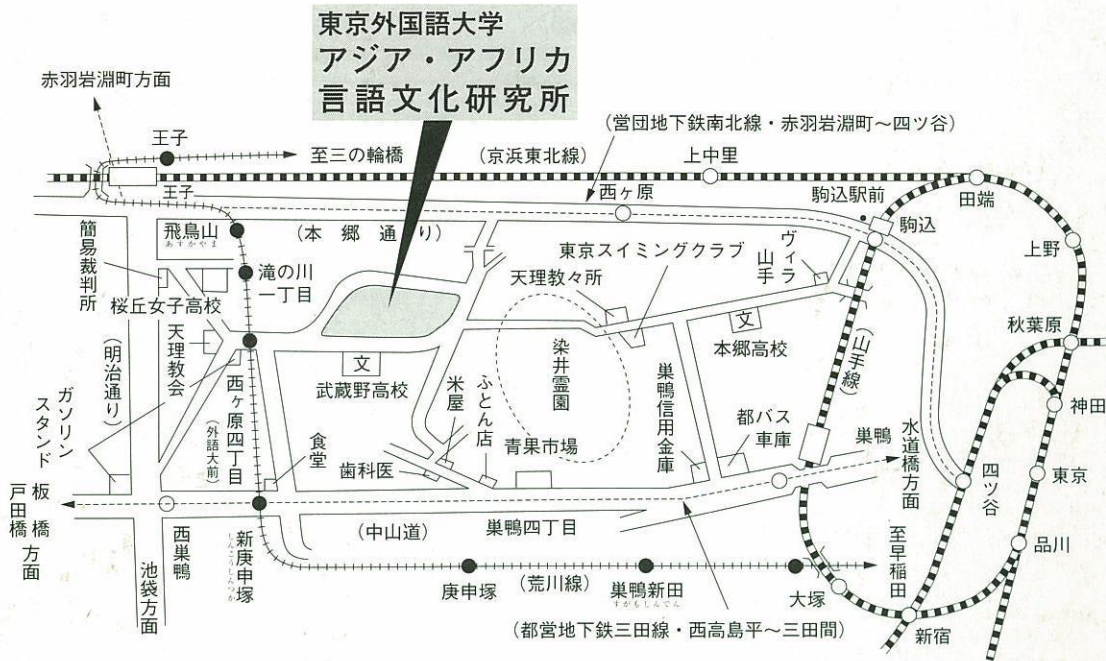 東京外国語大学
アジア・アフリカ
言語文化研究所
赤羽岩淵町方面
(営団地下鉄南北線・赤羽岩淵町〜四ツ谷)
王子
至三の輪橋
(京浜東北線)
上中里
王子
西ヶ原
駒込駅前
駒込
田端
簡易裁判所
飛鳥山
あすかやま
(本郷通り)
東京スイミングクラブ
ヴィラ
山手
上野
滝の川
一丁目
天理教々所
桜丘女子高校
秋葉原
(明治通り)
天理教会
文
武蔵野高校
染井霊園
文
本郷高校
(山手線)
ガソリン
スタンド
西ヶ原四丁目
(外語大前)
米屋
ふとん店
巣鴨信用金庫
都バス
車庫
神田
食堂
歯科医
青果市場
巣鴨
水道橋方面
四ツ谷
東京
板橋
戸田橋
方面
西巣鴨
(中山道)
巣鴨四丁目
品川
池袋方面
新庚申塚
しんこうしんづか
庚申塚
(荒川線)
巣鴨新田
すがもしんでん
大塚
至早稲田
新宿
(都営地下鉄三田線・西高島平〜三田間)